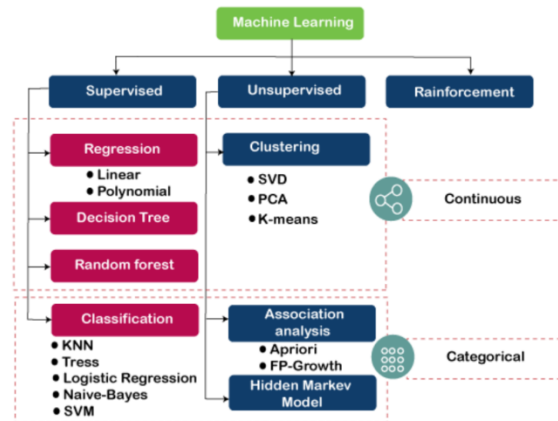 Machine Learning
Supervised
Unsupervised
Rainforcement
Regression
Linear
Polynomial
Decision Tree
Random forest
Clustering
SVD
PCA
K-means
Continuous
Classification
KNN
Tress
Logistic Regression
Naive-Bayes
SVM
Association
analysis
Apriori
FP-Growth
Hidden Markev
Model
Categorical